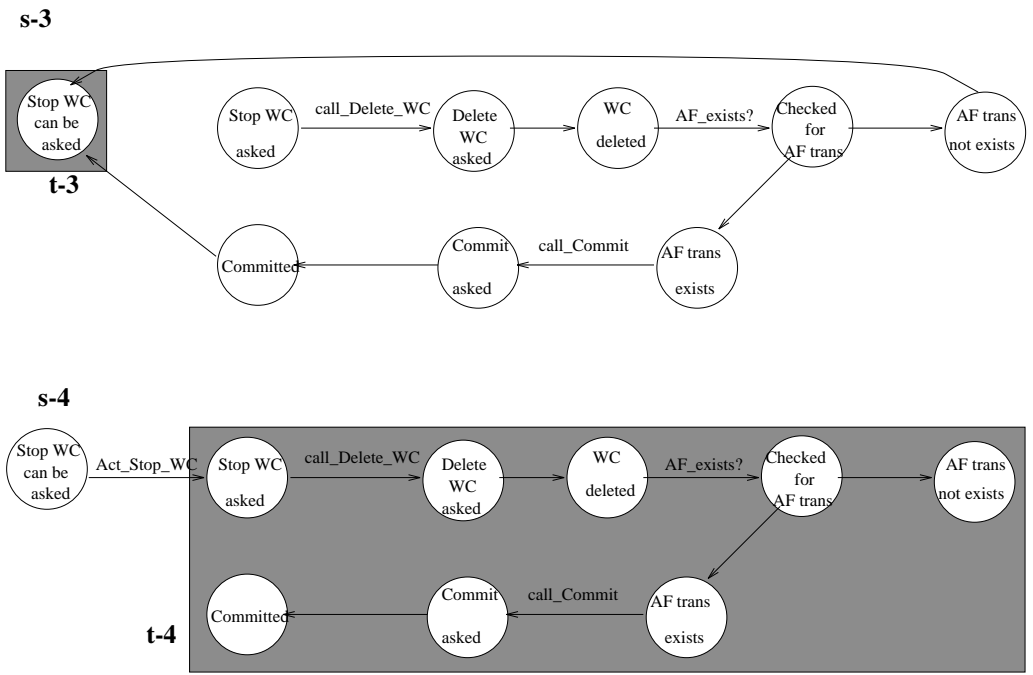 s-3
Stop WC
can be
asked
t-3
Stop WC
asked
call_Delete_WC
Delete
WC
asked
WC
deleted
AF_exists?
Checked
for
AF trans
AF trans
not exists
Committed
Commit
asked
call_Commit
AF trans
exists
s-4
Stop WC
can be
asked
Act_Stop_WC
Stop WC
asked
call_Delete_WC
Delete
WC
asked
WC
deleted
AF_exists?
Checked
for
AF trans
AF trans
not exists
t-4
Committed
Commit
asked
call_Commit
AF trans
exists